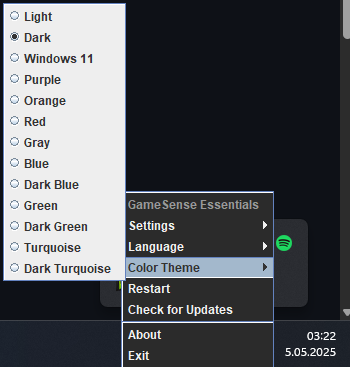 Light
Dark
Windows 11
Purple
Orange
Red
Gray
Blue
Dark Blue
Green
Dark Green
Turquoise
Dark Turquoise
GameSense Essentials
Settings
Language
Color Theme
Restart
Check for Updates
About
Exit
03:22
5.05.2025